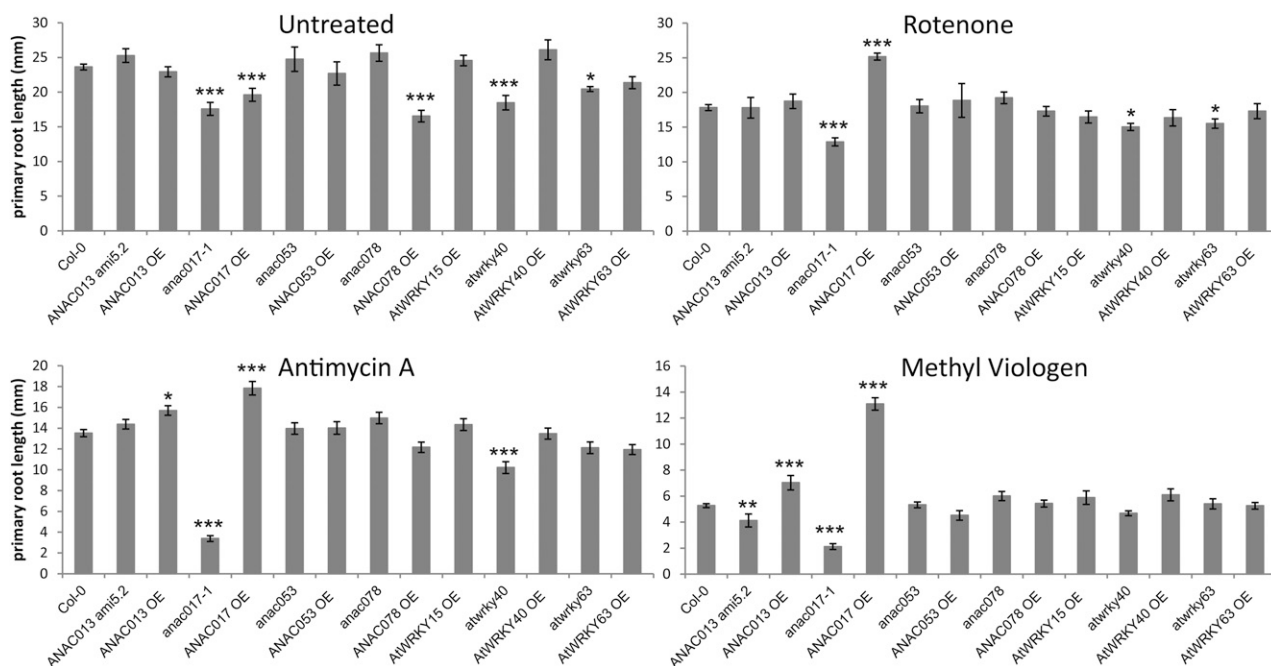 Untreated
primary root length (mm)
30
25
20
15
10
5
0
***
***
***
***
*
Col-0
ANAC013 ami5.2
ANAC013 OE
anac017-1
ANAC017 OE
anac053
ANAC053 OE
anac078
ANAC078 OE
AtWRKY15 OE
atwrky40
AtWRKY40 OE
atwrky63
AtWRKY63 OE
Rotenone
30
25
20
15
10
5
0
***
***
*
*
Col-0
ANAC013 ami5.2
ANAC013 OE
anac017-1
ANAC017 OE
anac053
ANAC053 OE
anac078
ANAC078 OE
AtWRKY15 OE
atwrky40
AtWRKY40 OE
atwrky63
AtWRKY63 OE
Antimycin A
primary root length (mm)
20
18
16
14
12
10
8
6
4
2
0
*
***
***
***
Col-0
ANAC013 ami5.2
ANAC013 OE
anac017-1
ANAC017 OE
anac053
ANAC053 OE
anac078
ANAC078 OE
AtWRKY15 OE
atwrky40
AtWRKY40 OE
atwrky63
AtWRKY63 OE
Methyl Viologen
16
14
12
10
8
6
4
2
0
**
***
***
***
Col-0
ANAC013 ami5.2
ANAC013 OE
anac017-1
ANAC017 OE
anac053
ANAC053 OE
anac078
ANAC078 OE
AtWRKY15 OE
atwrky40
AtWRKY40 OE
atwrky63
AtWRKY63 OE